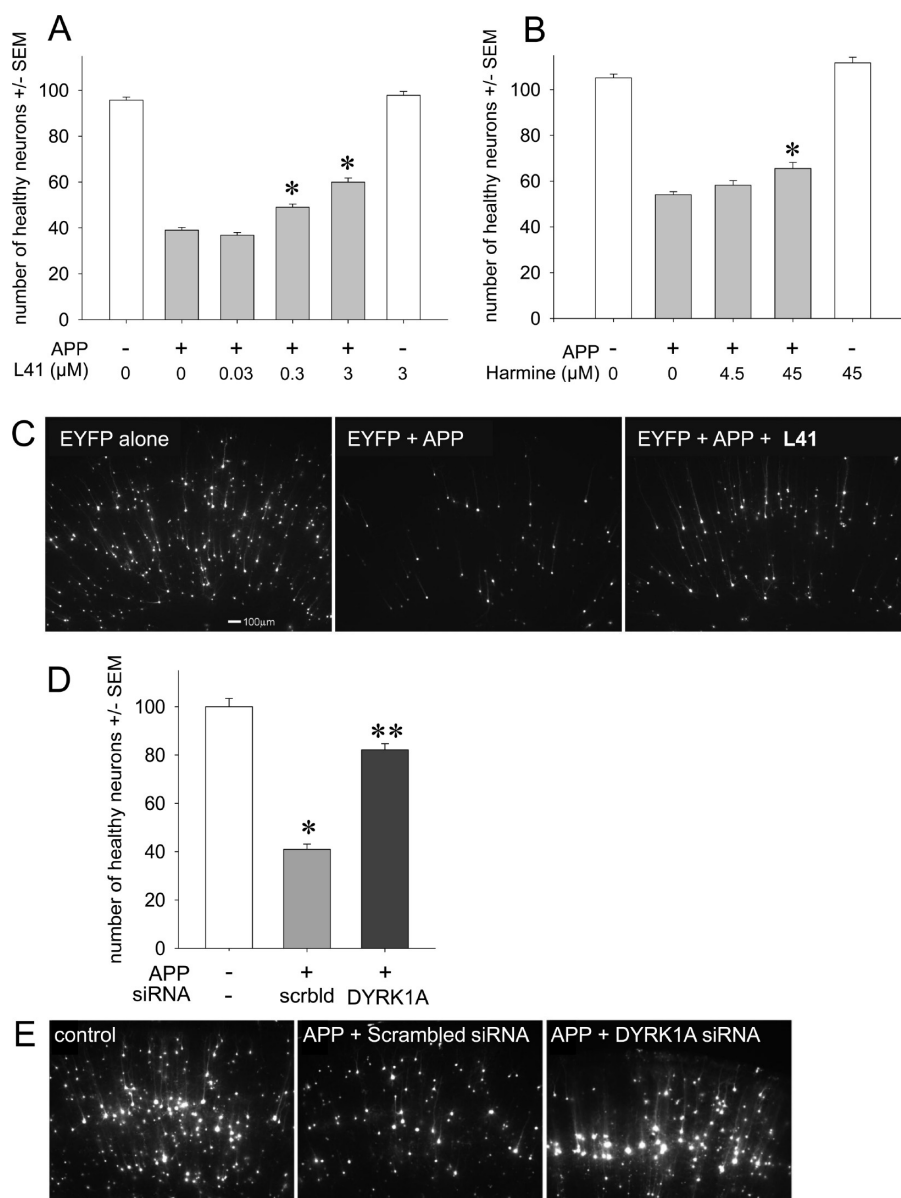 A
number of healthy neurons +/- SEM
100
80
60
40
20
0
* *
APP - + + + + -
L41 (µM) 0 0 0.03 0.3 3 3
B
number of healthy neurons +/- SEM
100
80
60
40
20
0
*
APP - + + + -
Harmine (µM) 0 0 4.5 45 45
C
EYFP alone
100µm
EYFP + APP
EYFP + APP + L41
D
number of healthy neurons +/- SEM
100
80
60
40
20
0
* **
APP - + +
siRNA - scrbld DYRK1A
E
control
APP + Scrambled siRNA
APP + DYRK1A siRNA